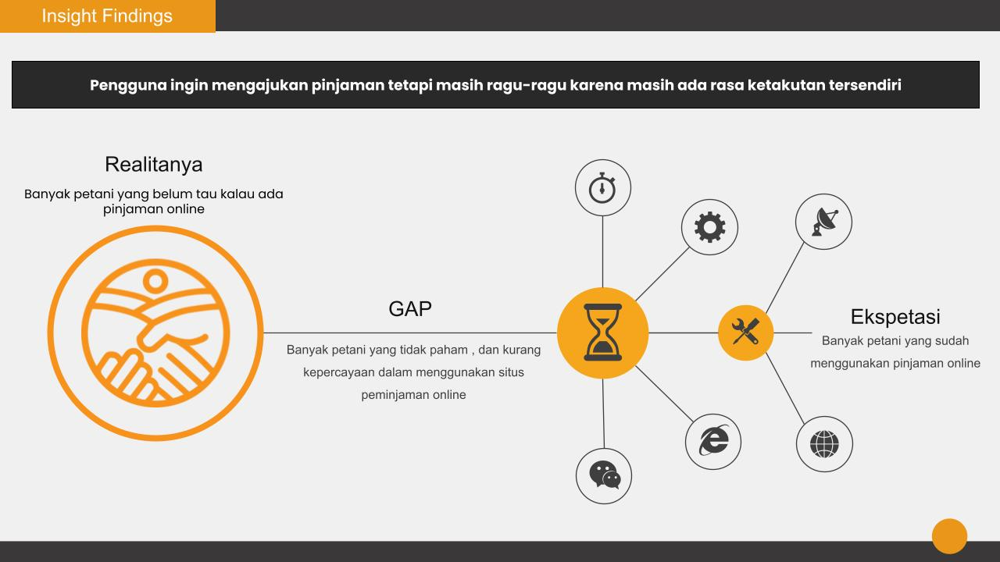 Insight Findings
Pengguna ingin mengajukan pinjaman tetapi masih ragu-ragu karena masih ada rasa ketakutan tersendiri
Realitanya
Banyak petani yang belum tau kalau ada
pinjaman online
GAP
Banyak petani yang tidak paham , dan kurang
kepercayaan dalam menggunakan situs
peminjaman online
Ekspetasi
Banyak petani yang sudah
menggunakan pinjaman online